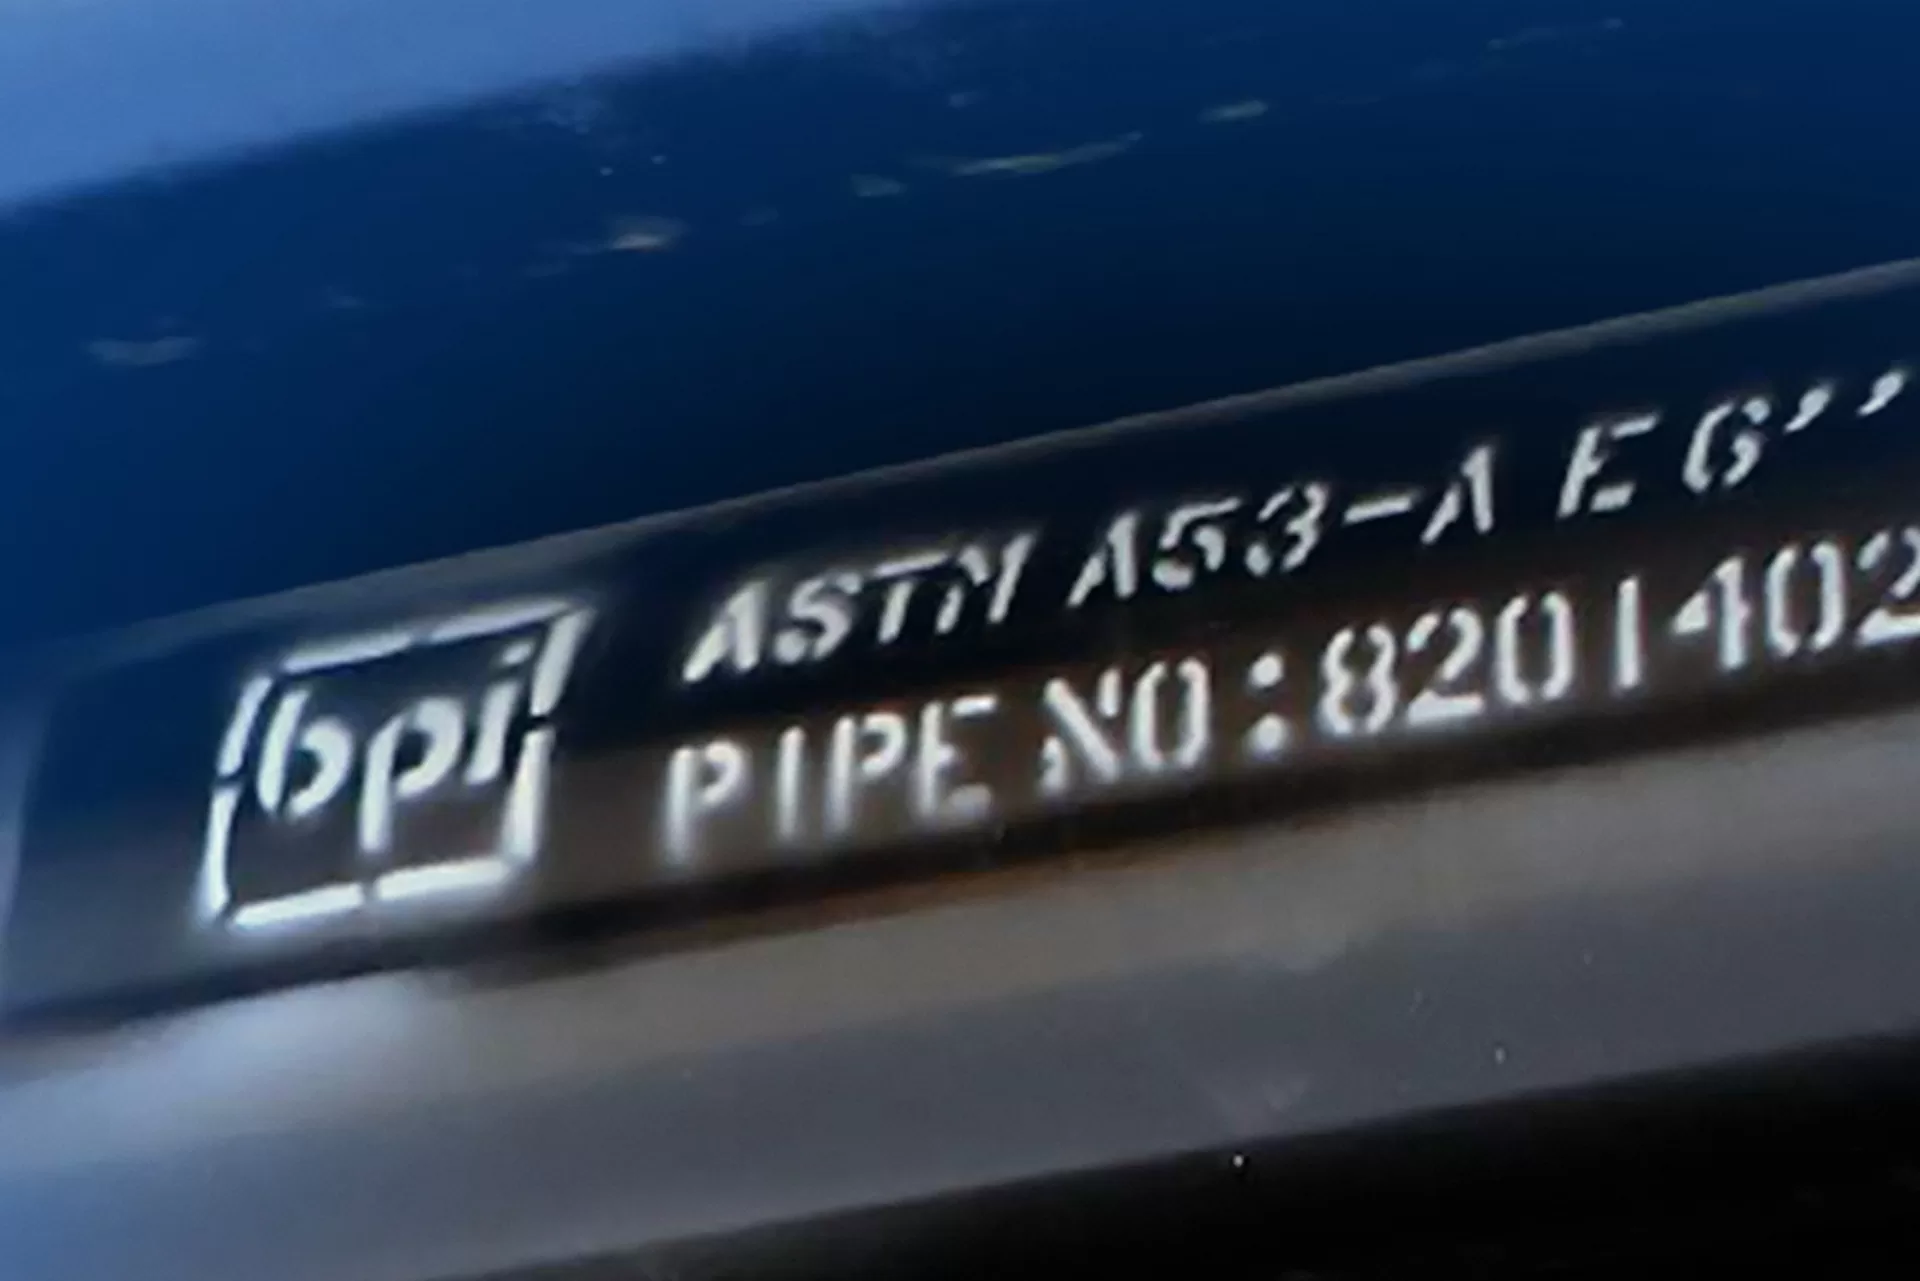 bpi
ASTM A53-A E 6’’
PIPE NO:8201402